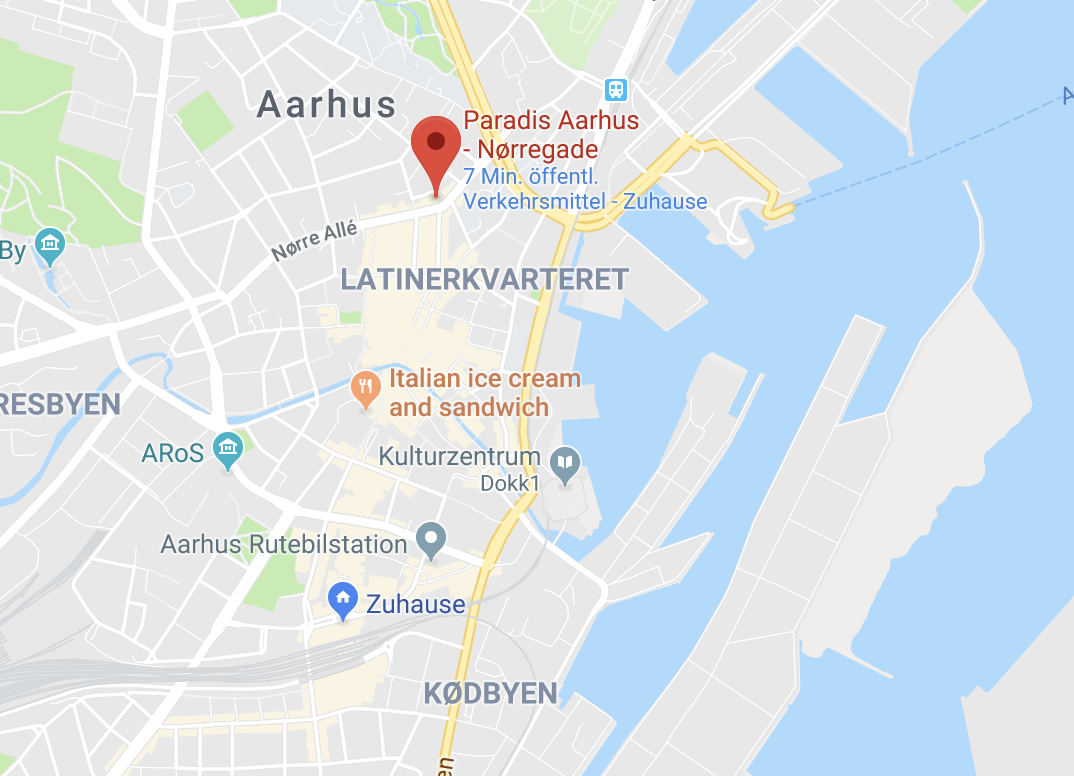 Aarhus
Paradis Aarhus
- Nørregade
7 Min. öffentl.
Verkehrsmittel - Zuhause
Nørre Allé
By
LATINERKVARTERET
Italian ice cream
and sandwich
RESBYEN
ARoS
Kulturzentrum
Dokk1
Aarhus Rutebilstation
Zuhause
KØDBYEN
en